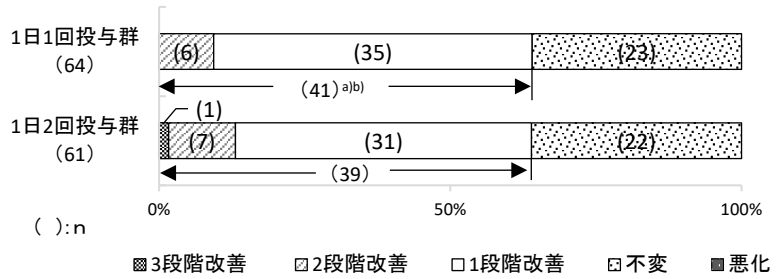 1日1回投与群
（64）
(6)
(35)
(23)
（41）a)b)
1日2回投与群
（61）
(1)
(7)
(31)
(22)
（39）
0%
50%
100%
（ ）：n
3段階改善
2段階改善
1段階改善
不変
悪化